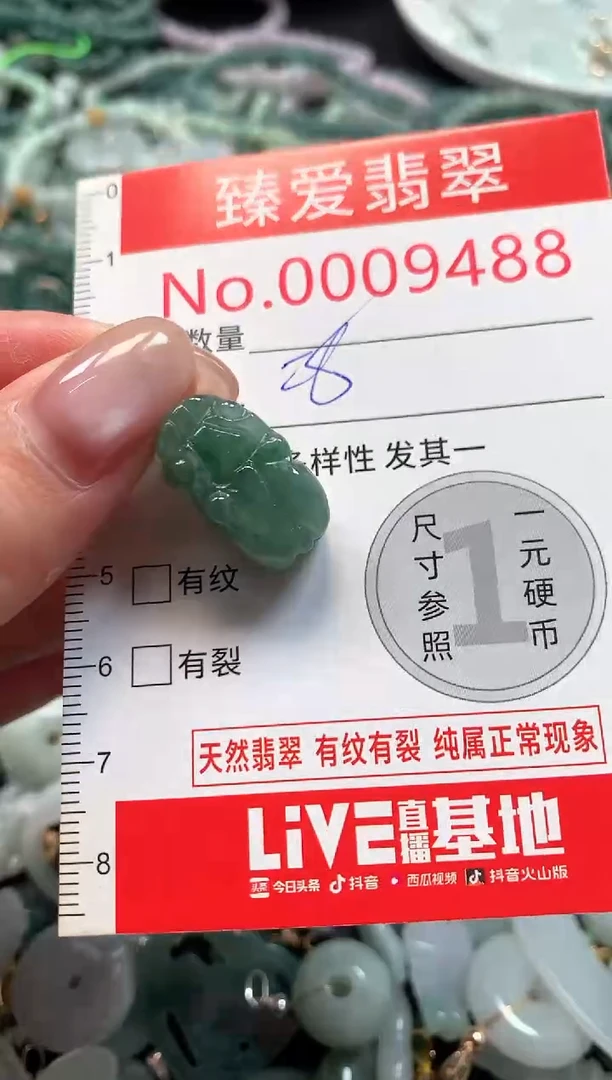 0
臻爱翡翠
1
No.0009488
数量
样性 发其一
尺寸参照
1
一元硬币
5
有纹
6
有裂
7
天然翡翠 有纹有裂 纯属正常现象
8
LiVE直播基地
头条 今日头条 抖音 西瓜视频 抖音火山版